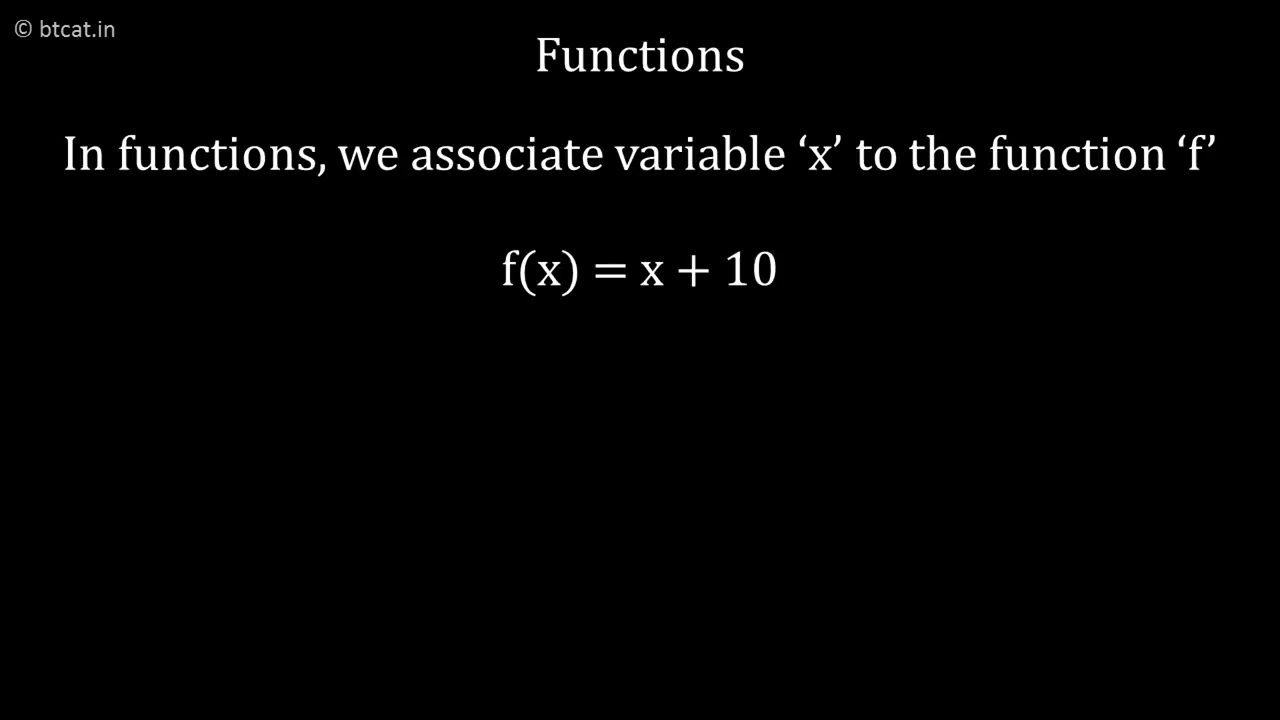 © btcat.in
Functions
In functions, we associate variable ‘x’ to the function ‘f’
f(x) = x + 10